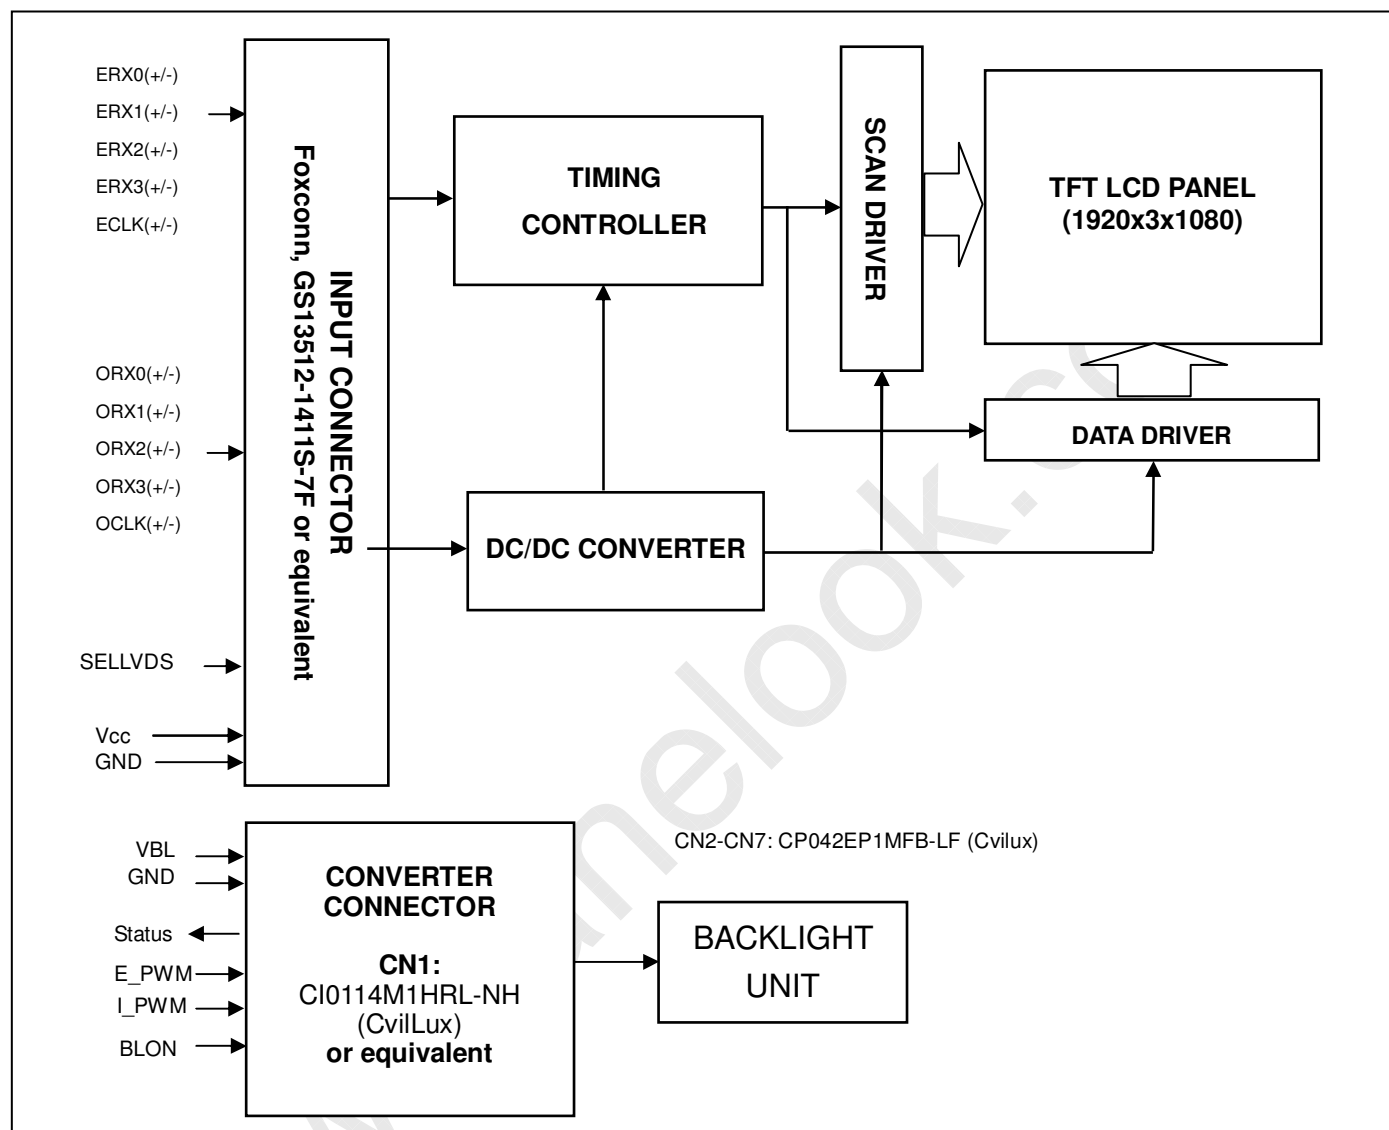 ERX0(+/-)
ERX1(+/-)
ERX2(+/-)
ERX3(+/-)
ECLK(+/-)
ORX0(+/-)
ORX1(+/-)
ORX2(+/-)
ORX3(+/-)
OCLK(+/-)
SELLVDS
Vcc
GND
INPUT CONNECTOR
Foxconn, GS13512-1411S-7F or equivalent
TIMING
CONTROLLER
SCAN DRIVER
TFT LCD PANEL
(1920x3x1080)
DATA DRIVER
DC/DC CONVERTER
VBL
GND
Status
E_PWM
I_PWM
BLON
CONVERTER
CONNECTOR
CN1:
CI0114M1HRL-NH
(CvilLux)
or equivalent
CN2-CN7: CP042EP1MFB-LF (Cvilux)
BACKLIGHT
UNIT